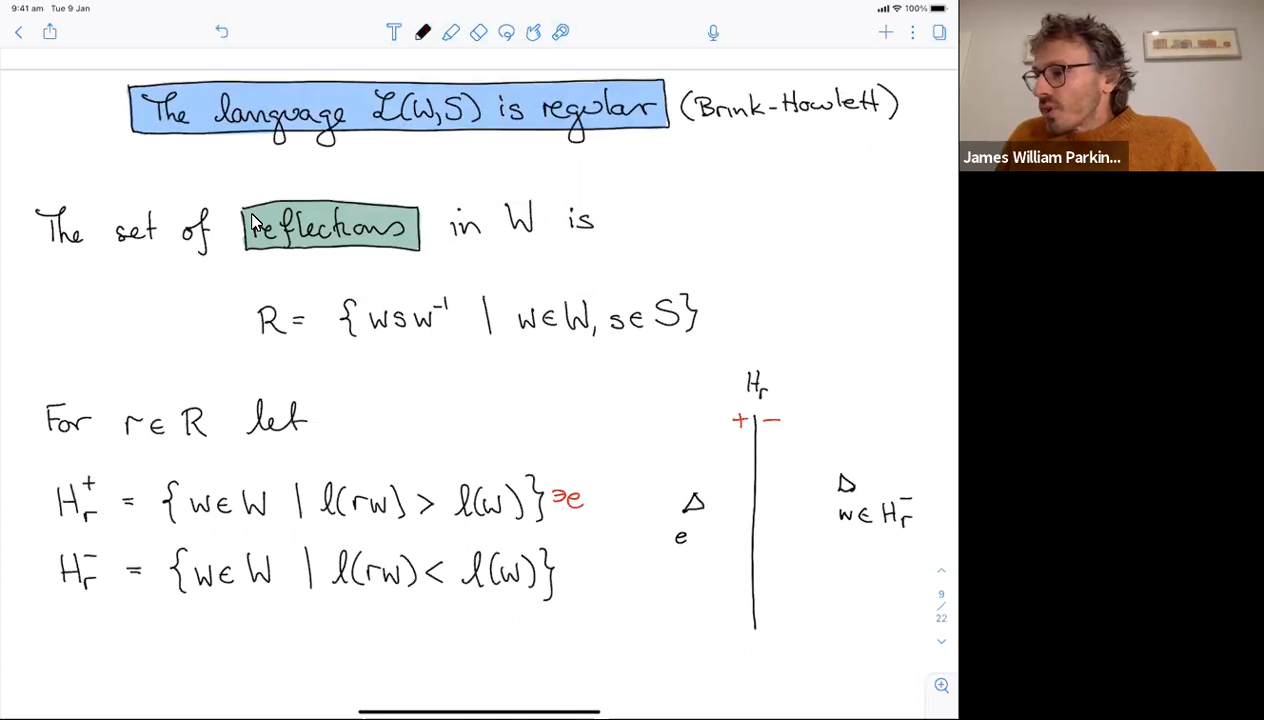 9:41 am Tue 9 Jan
100%
The language L(W,S) is regular (Brink-Howlett)
James William Parkin...
The set of reflections in W is
R = {wsw⁻¹ | w∈W, s∈S}
For r∈R let
H_r
+ −
H_r⁺ = {w∈W | l(rw) > l(w)} ∋e
H_r⁻ = {w∈W | l(rw) < l(w)}
e
w∈H_r⁻
9
/
22